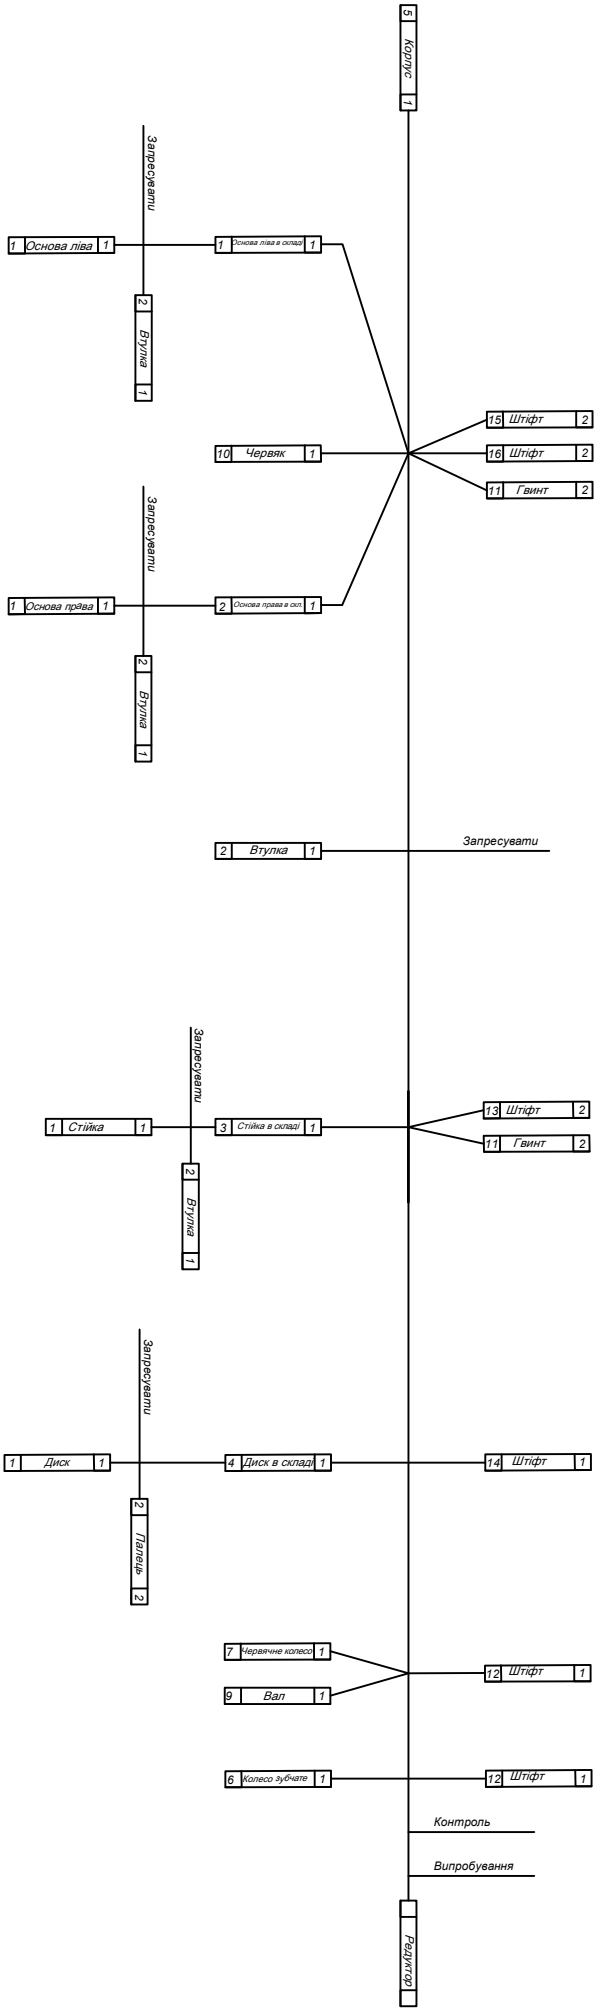 5 Корпус 1
Запресувати
1 Основа ліва 1
1 Основа ліва в складі 1
2 Втулка 1
15 Штіфт 2
10 Червяк 1
16 Штіфт 2
11 Гвинт 2
Запресувати
1 Основа права 1
2 Основа права в скл. 1
2 Втулка 1
2 Втулка 1
Запресувати
Запресувати
1 Стійка 1
3 Стійка в складі 1
13 Штіфт 2
11 Гвинт 2
2 Втулка 1
Запресувати
1 Диск 1
4 Диск в складі 1
14 Штіфт 1
2 Палець 2
7 Червячне колесо 1
9 Вал 1
12 Штіфт 1
6 Колесо зубчате 1
12 Штіфт 1
Контроль
Випробування
Редуктор